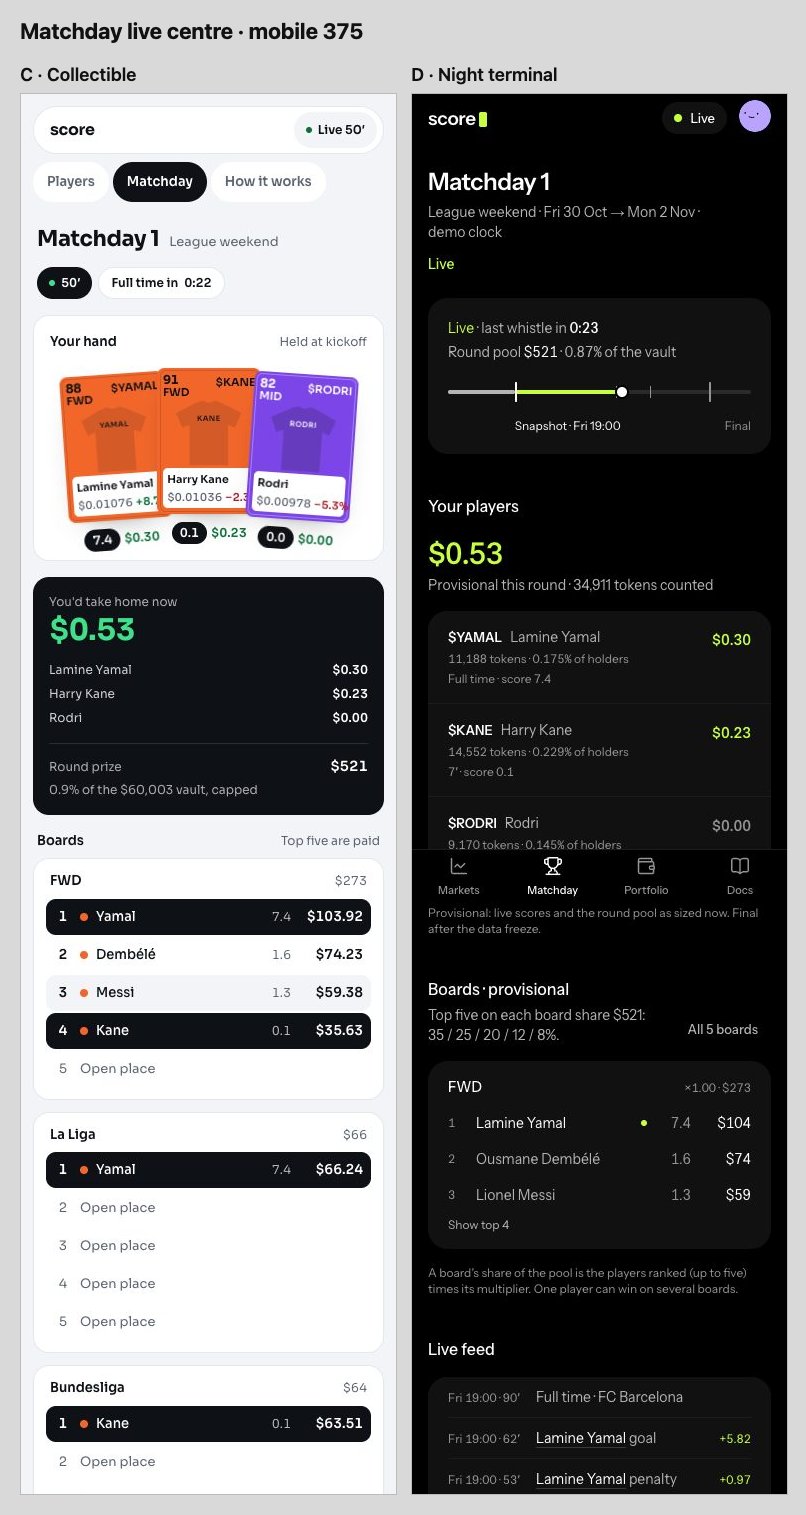 Matchday live centre · mobile 375
C · Collectible
score
Live 50′
Players
Matchday
How it works
Matchday 1 League weekend
50′
Full time in 0:22
Your hand
Held at kickoff
88
FWD
$YAMAL
YAMAL
Lamine Yamal
$0.01076 +8.7
7.4 $0.30
91
FWD
$KANE
KANE
Harry Kane
$0.01036 −2.3
0.1 $0.23
82
MID
$RODRI
RODRI
Rodri
$0.00978 −5.3%
0.0 $0.00
You'd take home now
$0.53
Lamine Yamal $0.30
Harry Kane $0.23
Rodri $0.00
Round prize $521
0.9% of the $60,003 vault, capped
Boards Top five are paid
FWD $273
1 Yamal 7.4 $103.92
2 Dembélé 1.6 $74.23
3 Messi 1.3 $59.38
4 Kane 0.1 $35.63
5 Open place
La Liga $66
1 Yamal 7.4 $66.24
2 Open place
3 Open place
4 Open place
5 Open place
Bundesliga $64
1 Kane 0.1 $63.51
2 Open place
D · Night terminal
score
Live
Matchday 1
League weekend · Fri 30 Oct → Mon 2 Nov ·
demo clock
Live
Live · last whistle in 0:23
Round pool $521 · 0.87% of the vault
Snapshot · Fri 19:00
Final
Your players
$0.53
Provisional this round · 34,911 tokens counted
$YAMAL Lamine Yamal $0.30
11,188 tokens · 0.175% of holders
Full time · score 7.4
$KANE Harry Kane $0.23
14,552 tokens · 0.229% of holders
7′ · score 0.1
$RODRI Rodri $0.00
9,170 tokens · 0.145% of holders
Markets
Matchday
Portfolio
Docs
Provisional: live scores and the round pool as sized now. Final
after the data freeze.
Boards · provisional
Top five on each board share $521:
35 / 25 / 20 / 12 / 8%.
All 5 boards
FWD ×1.00 · $273
1 Lamine Yamal 7.4 $104
2 Ousmane Dembélé 1.6 $74
3 Lionel Messi 1.3 $59
Show top 4
A board's share of the pool is the players ranked (up to five)
times its multiplier. One player can win on several boards.
Live feed
Fri 19:00 · 90′ Full time · FC Barcelona
Fri 19:00 · 62′ Lamine Yamal goal +5.82
Fri 19:00 · 53′ Lamine Yamal penalty +0.97